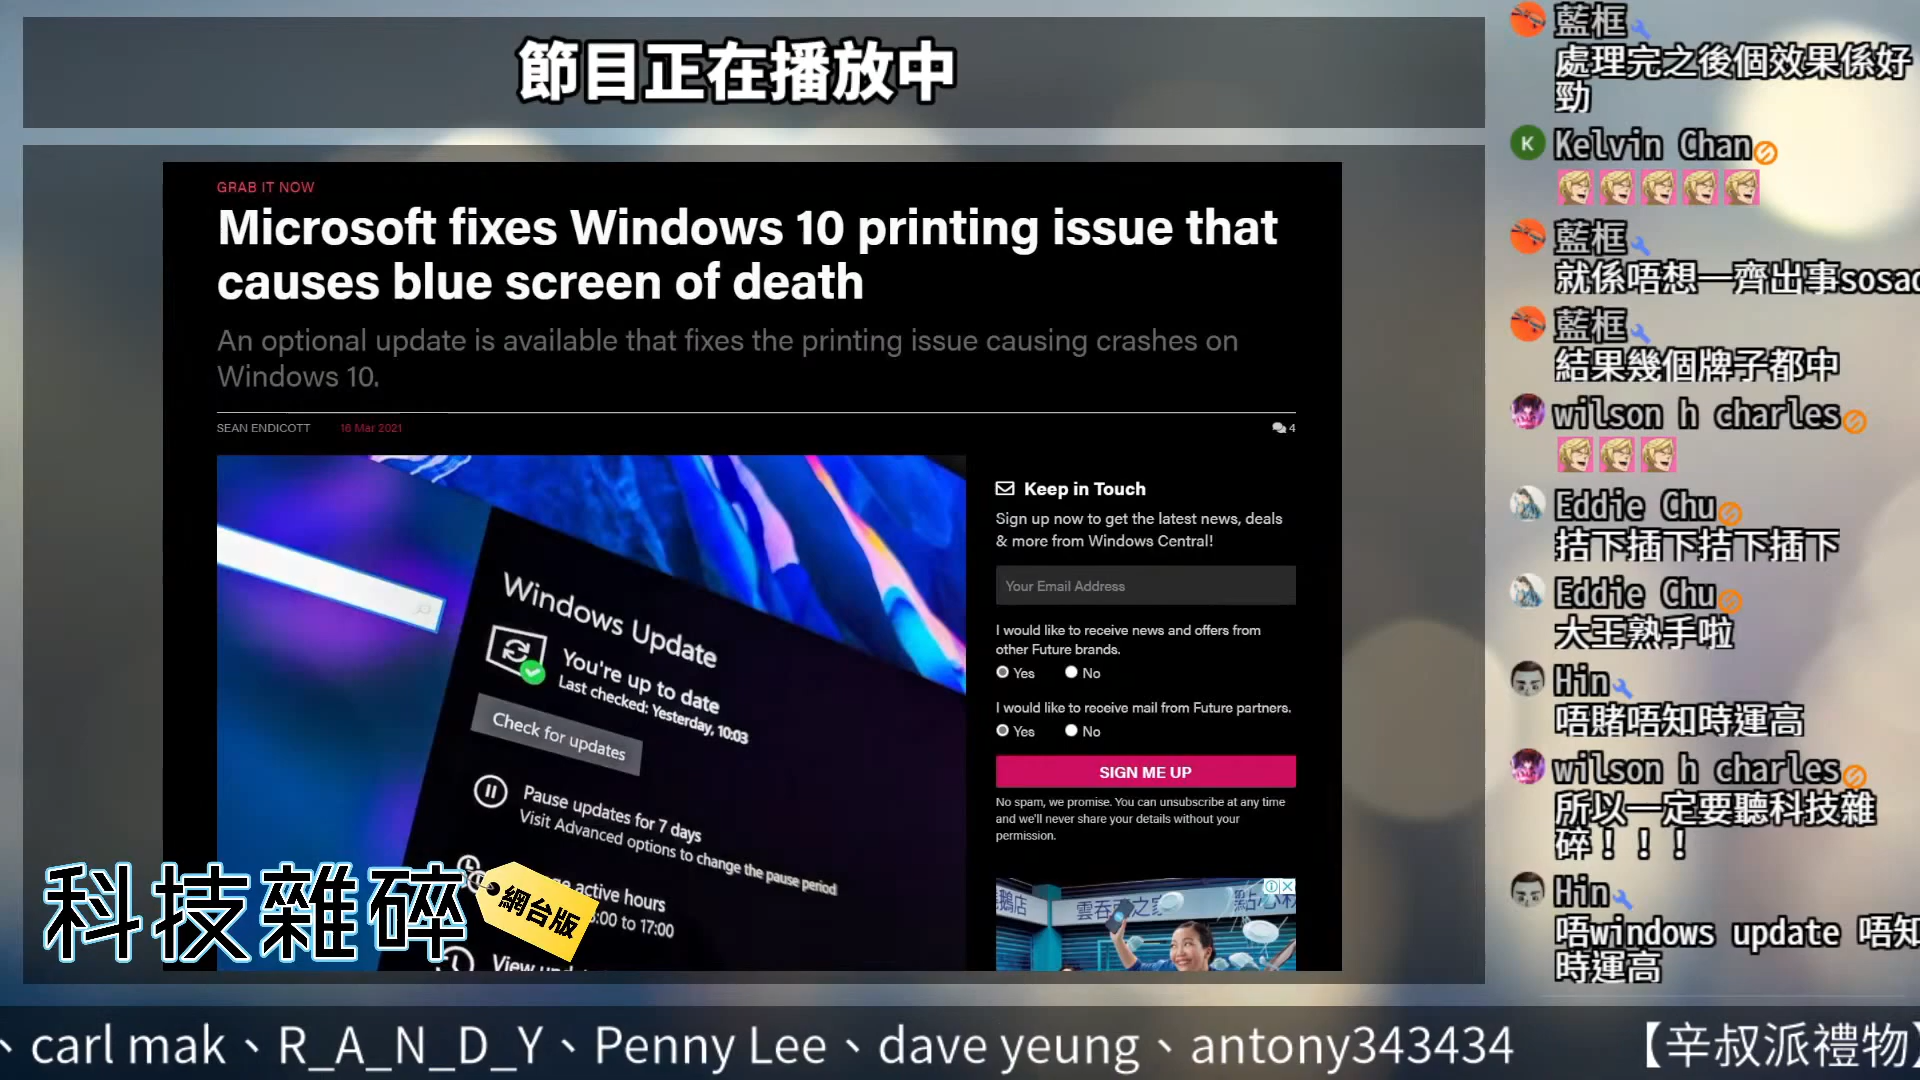 節目正在播放中
GRAB IT NOW
Microsoft fixes Windows 10 printing issue that
causes blue screen of death
An optional update is available that fixes the printing issue causing crashes on
Windows 10.
SEAN ENDICOTT 16 Mar 2021
4
Windows Update
You're up to date
Last checked: Yesterday, 10:03
Check for updates
Pause updates for 7 days
Visit Advanced options to change the pause period
active hours
:00 to 17:00
View
Keep in Touch
Sign up now to get the latest news, deals
& more from Windows Central!
Your Email Address
I would like to receive news and offers from
other Future brands.
Yes No
I would like to receive mail from Future partners.
Yes No
SIGN ME UP
No spam, we promise. You can unsubscribe at any time
and we'll never share your details without your
permission.
雲吞
科技雜碎
網台版
藍框
處理完之後個效果係好
勁
K
Kelvin Chan
藍框
就係唔想一齊出事sosad
藍框
結果幾個牌子都中
wilson h charles
Eddie Chu
拮下插下拮下插下
Eddie Chu
大王熟手啦
Hin
唔賭唔知時運高
wilson h charles
所以一定要聽科技雜
碎！！！
Hin
唔windows update 唔知
時運高
、carl mak、R_A_N_D_Y、Penny Lee、dave yeung、antony343434 【辛叔派禮物】